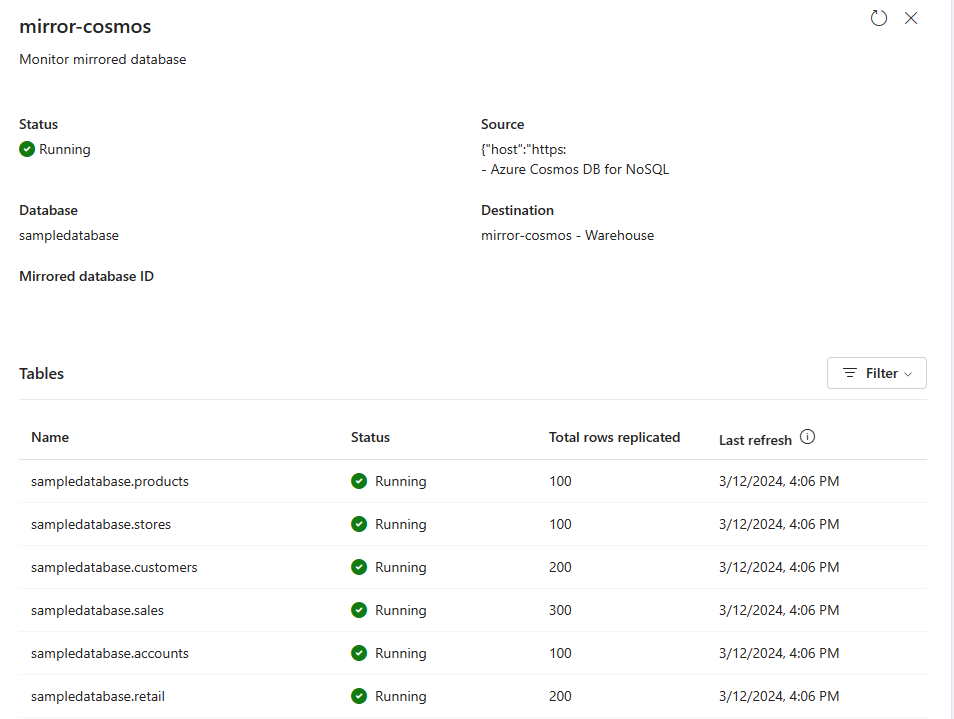 mirror-cosmos
Monitor mirrored database
Status
Running
Source
{"host":"https:
- Azure Cosmos DB for NoSQL
Database
sampledatabase
Destination
mirror-cosmos - Warehouse
Mirrored database ID
Tables
Filter
Name Status Total rows replicated Last refresh
sampledatabase.products Running 100 3/12/2024, 4:06 PM
sampledatabase.stores Running 100 3/12/2024, 4:06 PM
sampledatabase.customers Running 200 3/12/2024, 4:06 PM
sampledatabase.sales Running 300 3/12/2024, 4:06 PM
sampledatabase.accounts Running 100 3/12/2024, 4:06 PM
sampledatabase.retail Running 200 3/12/2024, 4:06 PM